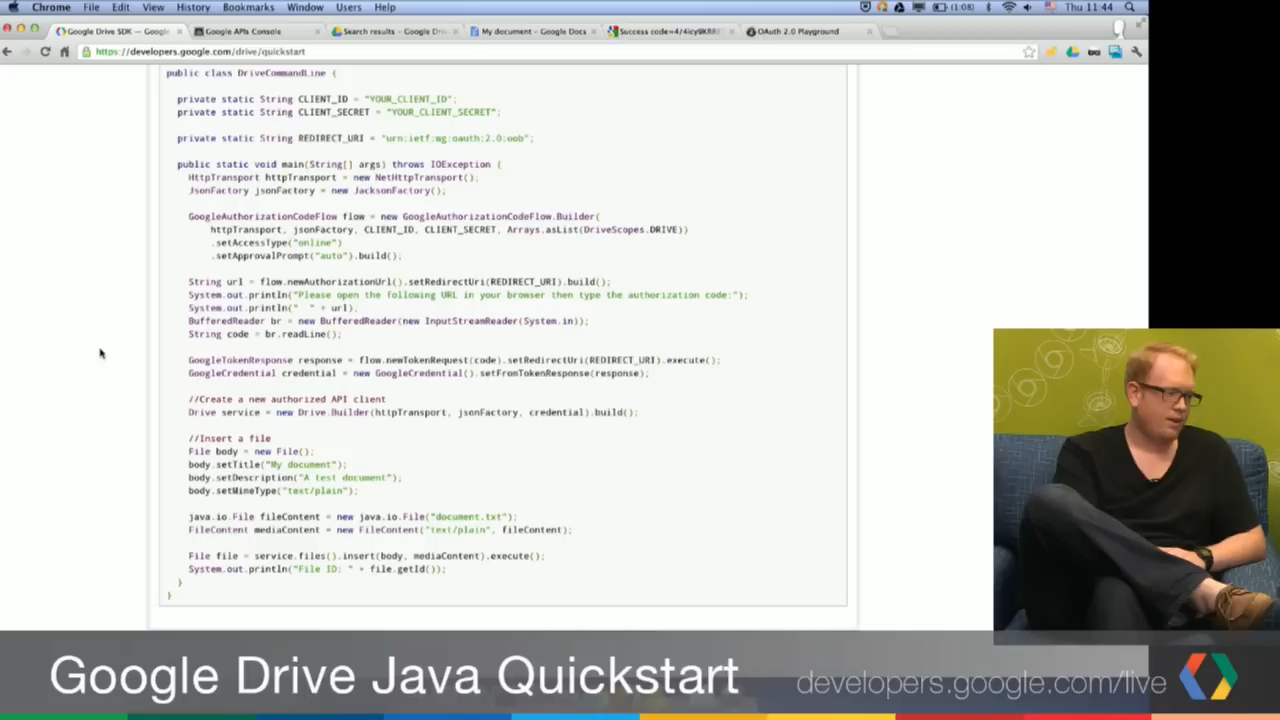 Chrome File Edit View History Bookmarks Window Users Help
(1:08) Thu 11:44
Google Drive SDK — Google
Google APIs Console
Search results - Google Dri
My document - Google Docs
Success code=4/4icy9KR8
OAuth 2.0 Playground
https://developers.google.com/drive/quickstart
public class DriveCommandLine {
private static String CLIENT_ID = "YOUR_CLIENT_ID";
private static String CLIENT_SECRET = "YOUR_CLIENT_SECRET";
private static String REDIRECT_URI = "urn:ietf:wg:oauth:2.0:oob";
public static void main(String[] args) throws IOException {
HttpTransport httpTransport = new NetHttpTransport();
JsonFactory jsonFactory = new JacksonFactory();
GoogleAuthorizationCodeFlow flow = new GoogleAuthorizationCodeFlow.Builder(
httpTransport, jsonFactory, CLIENT_ID, CLIENT_SECRET, Arrays.asList(DriveScopes.DRIVE))
.setAccessType("online")
.setApprovalPrompt("auto").build();
String url = flow.newAuthorizationUrl().setRedirectUri(REDIRECT_URI).build();
System.out.println("Please open the following URL in your browser then type the authorization code:");
System.out.println("  " + url);
BufferedReader br = new BufferedReader(new InputStreamReader(System.in));
String code = br.readLine();
GoogleTokenResponse response = flow.newTokenRequest(code).setRedirectUri(REDIRECT_URI).execute();
GoogleCredential credential = new GoogleCredential().setFromTokenResponse(response);
//Create a new authorized API client
Drive service = new Drive.Builder(httpTransport, jsonFactory, credential).build();
//Insert a file
File body = new File();
body.setTitle("My document");
body.setDescription("A test document");
body.setMimeType("text/plain");
java.io.File fileContent = new java.io.File("document.txt");
FileContent mediaContent = new FileContent("text/plain", fileContent);
File file = service.files().insert(body, mediaContent).execute();
System.out.println("File ID: " + file.getId());
}
}
Google Drive Java Quickstart
developers.google.com/live